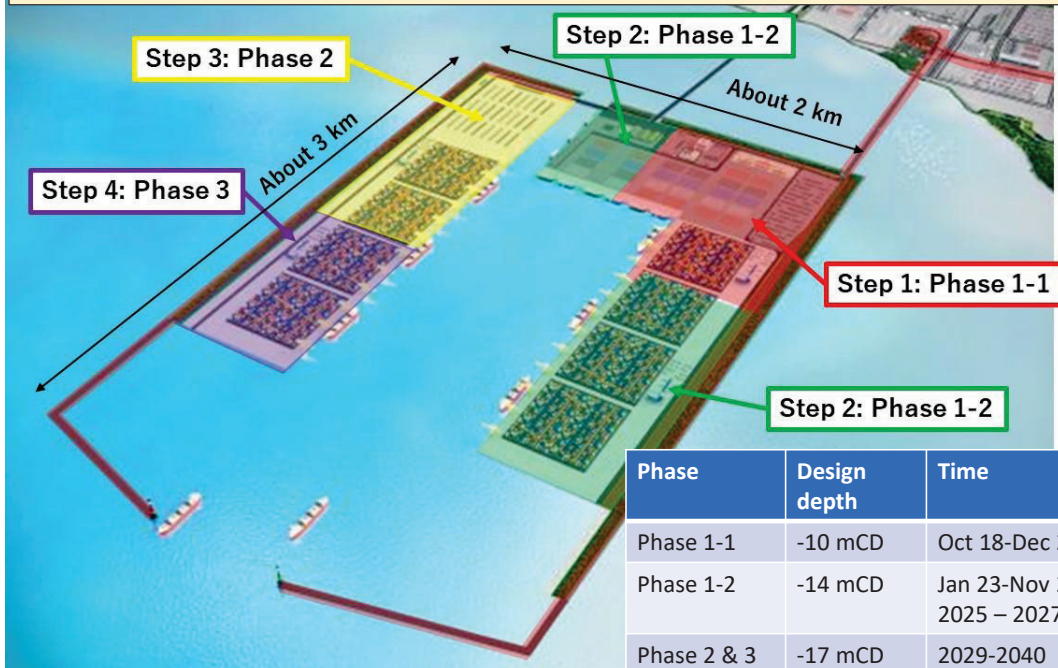 Step 2: Phase 1-2
Step 3: Phase 2
About 2 km
About 3 km
Step 4: Phase 3
Step 1: Phase 1-1
Step 2: Phase 1-2
Phase Design depth Time
Phase 1-1 -10 mCD Oct 18-Dec
Phase 1-2 -14 mCD Jan 23-Nov
2025 – 2027
Phase 2 & 3 -17 mCD 2029-2040